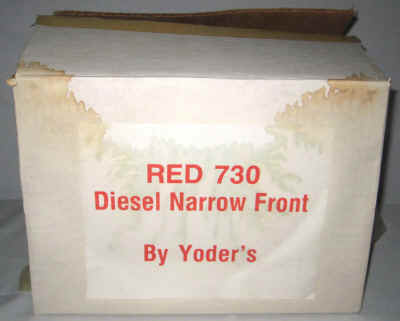 RED 730
Diesel Narrow Front
By Yoder's